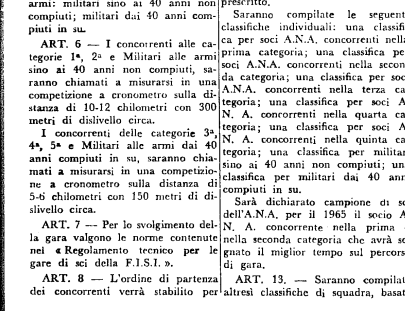 armi: militari sino ai 40 anni non
compiuti; militari dai 40 anni com-
piuti in su.
ART. 6 — I concorrenti alle ca-
tegorie 1ª, 2ª e Militari alle armi
sino ai 40 anni non compiuti, sa-
ranno chiamati a misurarsi in una
competizione a cronometro sulla di-
stanza di 10-12 chilometri con 300
metri di dislivello circa.
I concorrenti delle categorie 3ª,
4ª, 5ª e Militari alle armi dai 40
anni compiuti in su, saranno chia-
mati a misurarsi in una competizio-
ne a cronometro sulla distanza di
5-6 chilometri con 150 metri di di-
slivello circa.
ART. 7 — Per lo svolgimento del-
la gara valgono le norme contenute
nel « Regolamento tecnico per le
gare di sci della F.I.S.I. ».
ART. 8 — L'ordine di partenza
dei concorrenti verrà stabilito per
prescritto.
Saranno compilate le seguent
classifiche individuali: una classifi
ca per soci A.N.A. concorrenti nella
prima categoria; una classifica pe
soci A.N.A. concorrenti nella secon
da categoria; una classifica per soc
A.N.A. concorrenti nella terza ca
tegoria; una classifica per soci A
N. A. concorrenti nella quarta ca
tegoria; una classifica per soci A
N. A. concorrenti nella quinta ca
tegoria; una classifica per militar
sino ai 40 anni non compiuti; un
classifica per militari dai 40 ann
compiuti in su.
Sarà dichiarato campione di sc
dell'A.N.A. per il 1965 il socio A
N. A. concorrente nella prima
nella seconda categoria che avrà se
gnato il miglior tempo sul percors
di gara.
ART. 13. — Saranno compilat
altresì classifiche di squadra, basat